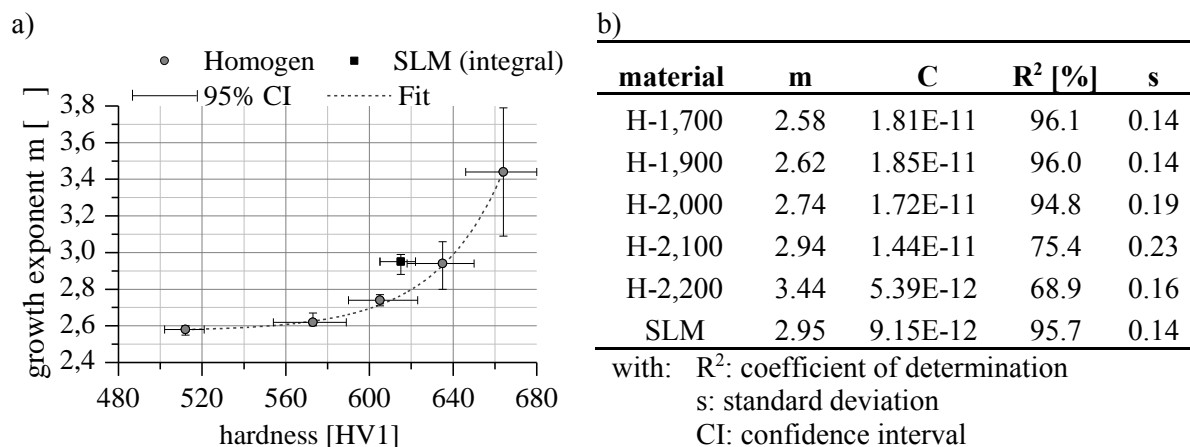 a)
Homogen SLM (integral)
95% CI Fit
3,8
3,6
3,4
3,2
3,0
2,8
2,6
2,4
growth exponent m [ ]
480 520 560 600 640 680
hardness [HV1]
b)
material m C R² [%] s
H-1,700 2.58 1.81E-11 96.1 0.14
H-1,900 2.62 1.85E-11 96.0 0.14
H-2,000 2.74 1.72E-11 94.8 0.19
H-2,100 2.94 1.44E-11 75.4 0.23
H-2,200 3.44 5.39E-12 68.9 0.16
SLM 2.95 9.15E-12 95.7 0.14
with: R²: coefficient of determination
s: standard deviation
CI: confidence interval